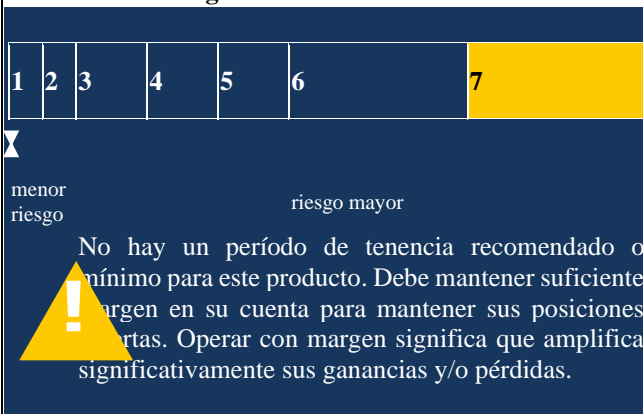 1 2 3 4 5 6 7
menor
riesgo
riesgo mayor
No hay un período de tenencia recomendado o
mínimo para este producto. Debe mantener suficiente
margen en su cuenta para mantener sus posiciones
Operar con margen significa que amplifica
significativamente sus ganancias y/o pérdidas.